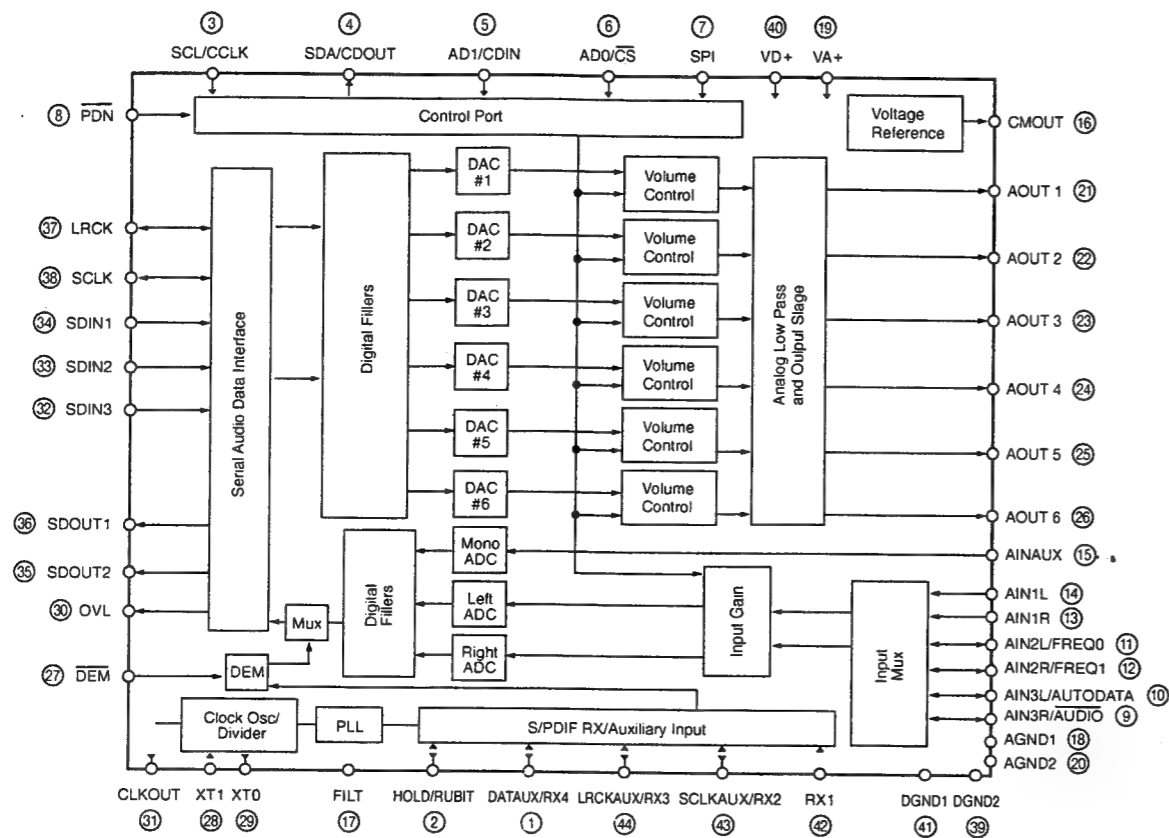 3 4 5 6 7 40 19
SCL/CCLK SDA/CDOUT AD1/CDIN AD0/CS SPI VD+ VA+
8 PDN
Control Port
Voltage
Reference
CMOUT 16
Serial Audio Data Interface
Digital Fillers
DAC
#1
DAC
#2
DAC
#3
DAC
#4
DAC
#5
DAC
#6
Volume
Control
Volume
Control
Volume
Control
Volume
Control
Volume
Control
Volume
Control
Analog Low Pass
and Output Slage
AOUT 1 21
AOUT 2 22
AOUT 3 23
AOUT 4 24
AOUT 5 25
AOUT 6 26
37 LRCK
38 SCLK
34 SDIN1
33 SDIN2
32 SDIN3
36 SDOUT1
35 SDOUT2
30 OVL
27 DEM
Mux
DEM
Digital
Fillers
Mono
ADC
Left
ADC
Right
ADC
Input Gain
Input
Mux
AINAUX 15
AIN1L 14
AIN1R 13
AIN2L/FREQ0 11
AIN2R/FREQ1 12
AIN3L/AUTODATA 10
AIN3R/AUDIO 9
AGND1 18
AGND2 20
Clock Osc/
Divider
PLL
S/PDIF RX/Auxiliary Input
CLKOUT XT1 XT0 FILT HOLD/RUBIT DATAUX/RX4 LRCKAUX/RX3 SCLKAUX/RX2 RX1 DGND1 DGND2
31 28 29 17 2 1 44 43 42 41 39